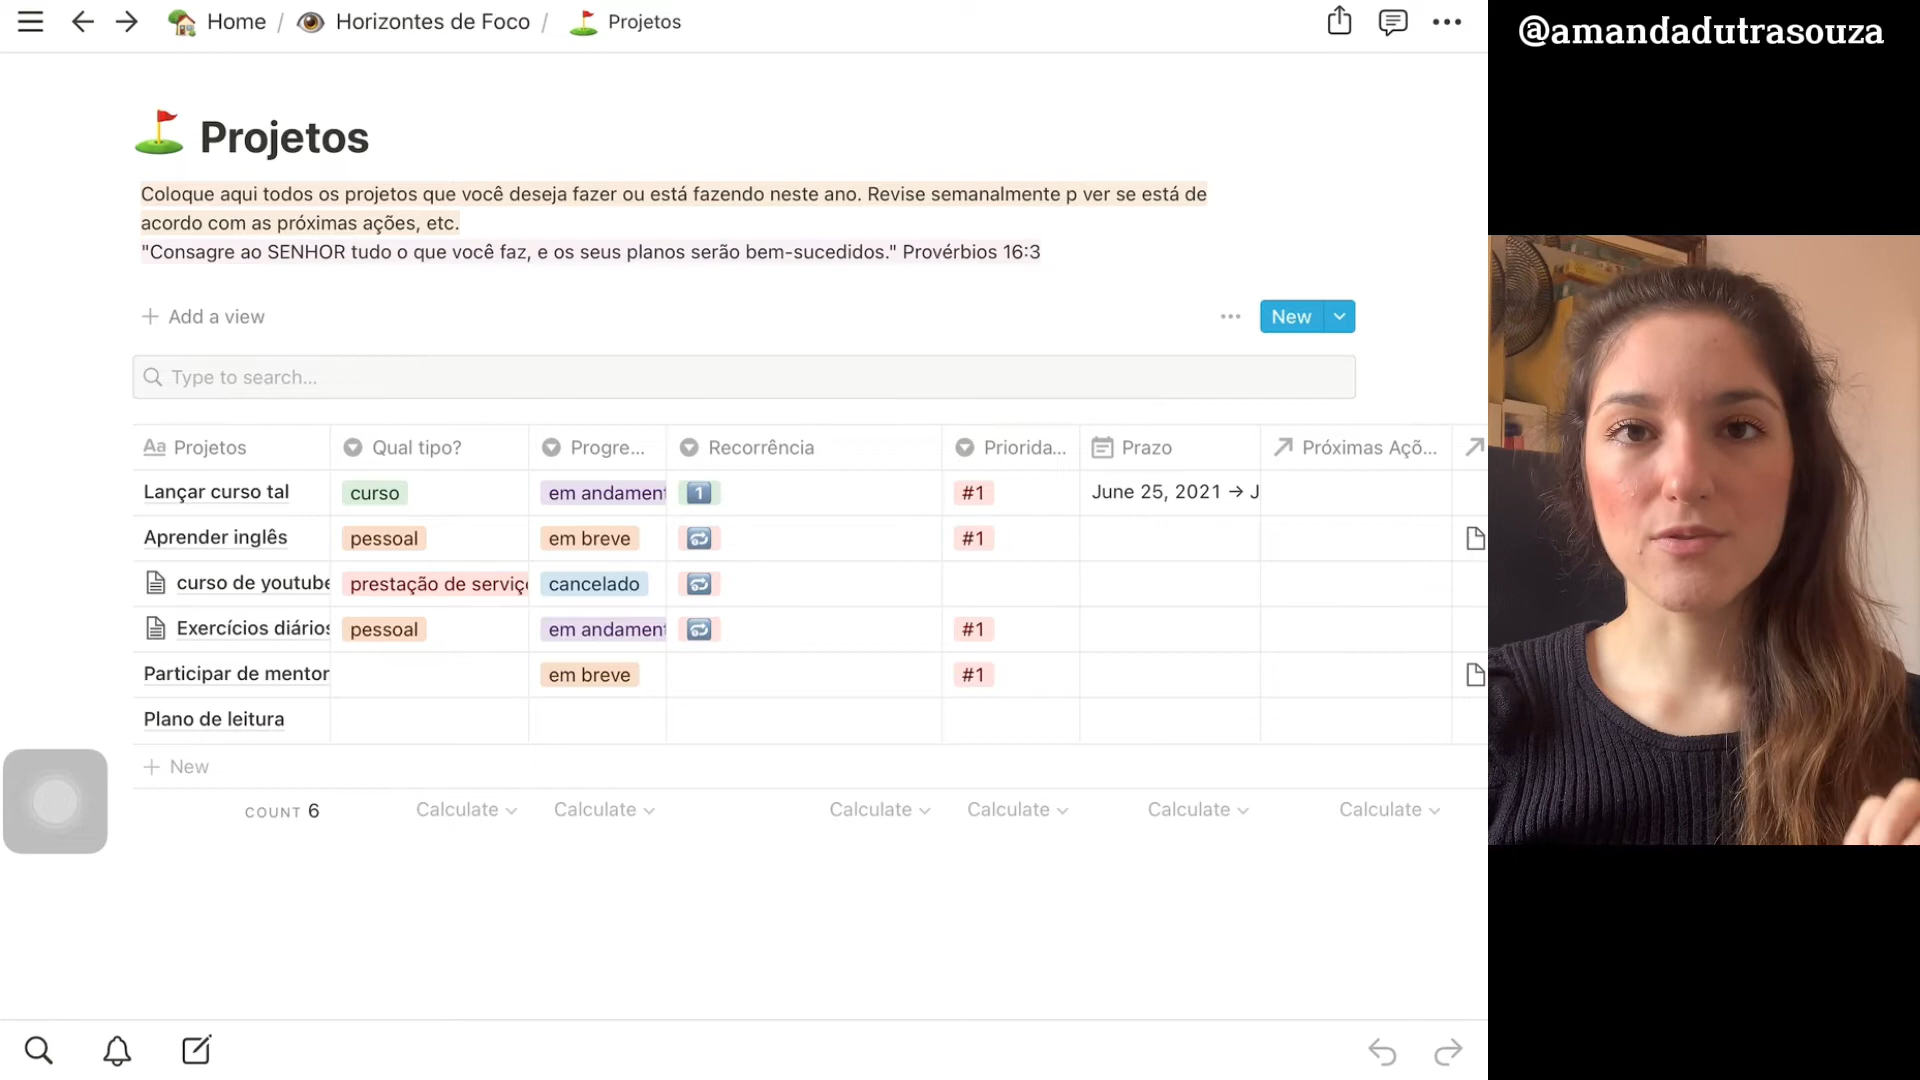 Home / Horizontes de Foco / Projetos
@amandadutrasouza
Projetos
Coloque aqui todos os projetos que você deseja fazer ou está fazendo neste ano. Revise semanalmente p ver se está de
acordo com as próximas ações, etc.
"Consagre ao SENHOR tudo o que você faz, e os seus planos serão bem-sucedidos." Provérbios 16:3
Add a view
New
Type to search...
Aa Projetos Qual tipo? Progre... Recorrência Priorida... Prazo Próximas Açõ...
Lançar curso tal curso em andament 1 #1 June 25, 2021 → J
Aprender inglês pessoal em breve #1
curso de youtube prestação de serviç cancelado
Exercícios diários pessoal em andament #1
Participar de mentor em breve #1
Plano de leitura
+ New
COUNT 6 Calculate Calculate Calculate Calculate Calculate Calculate